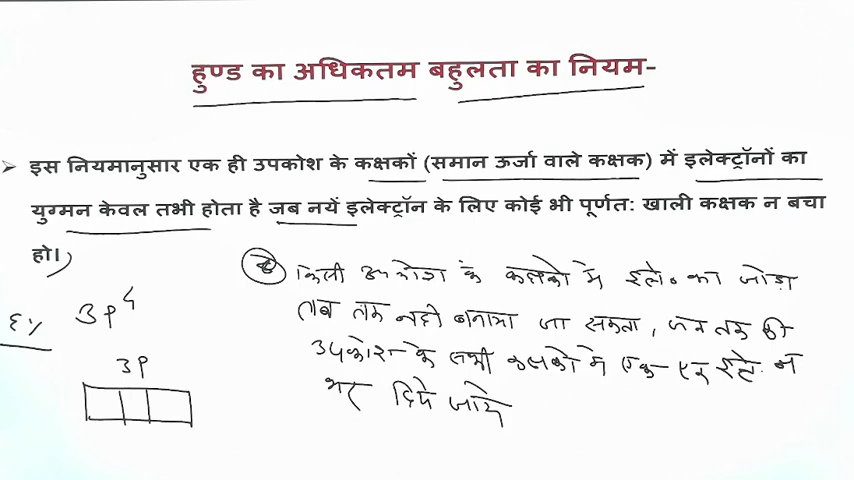 हुण्ड का अधिकतम बहुलता का नियम-
➢ इस नियमानुसार एक ही उपकोश के कक्षकों (समान ऊर्जा वाले कक्षक) में इलेक्ट्रॉनों का
युग्मन केवल तभी होता है जब नयें इलेक्ट्रॉन के लिए कोई भी पूर्णत: खाली कक्षक न बचा
हो।
किसी उपकोश के कक्षको में इले० का जोड़ा
तब तक नही बनाया जा सकता, जब तक की
उपकोश के सभी कक्षको में एक-एक इले. न
भर दिये जाये
3p⁴
3p